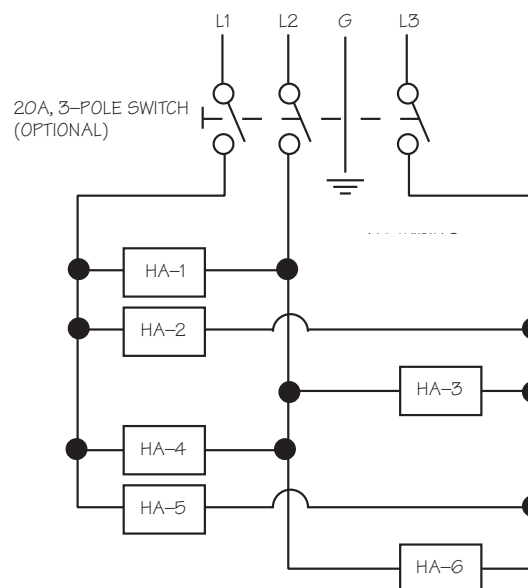 L1 L2 G L3
20A, 3–POLE SWITCH
(OPTIONAL)
HA–1
HA–2
HA–3
HA–4
HA–5
HA–6